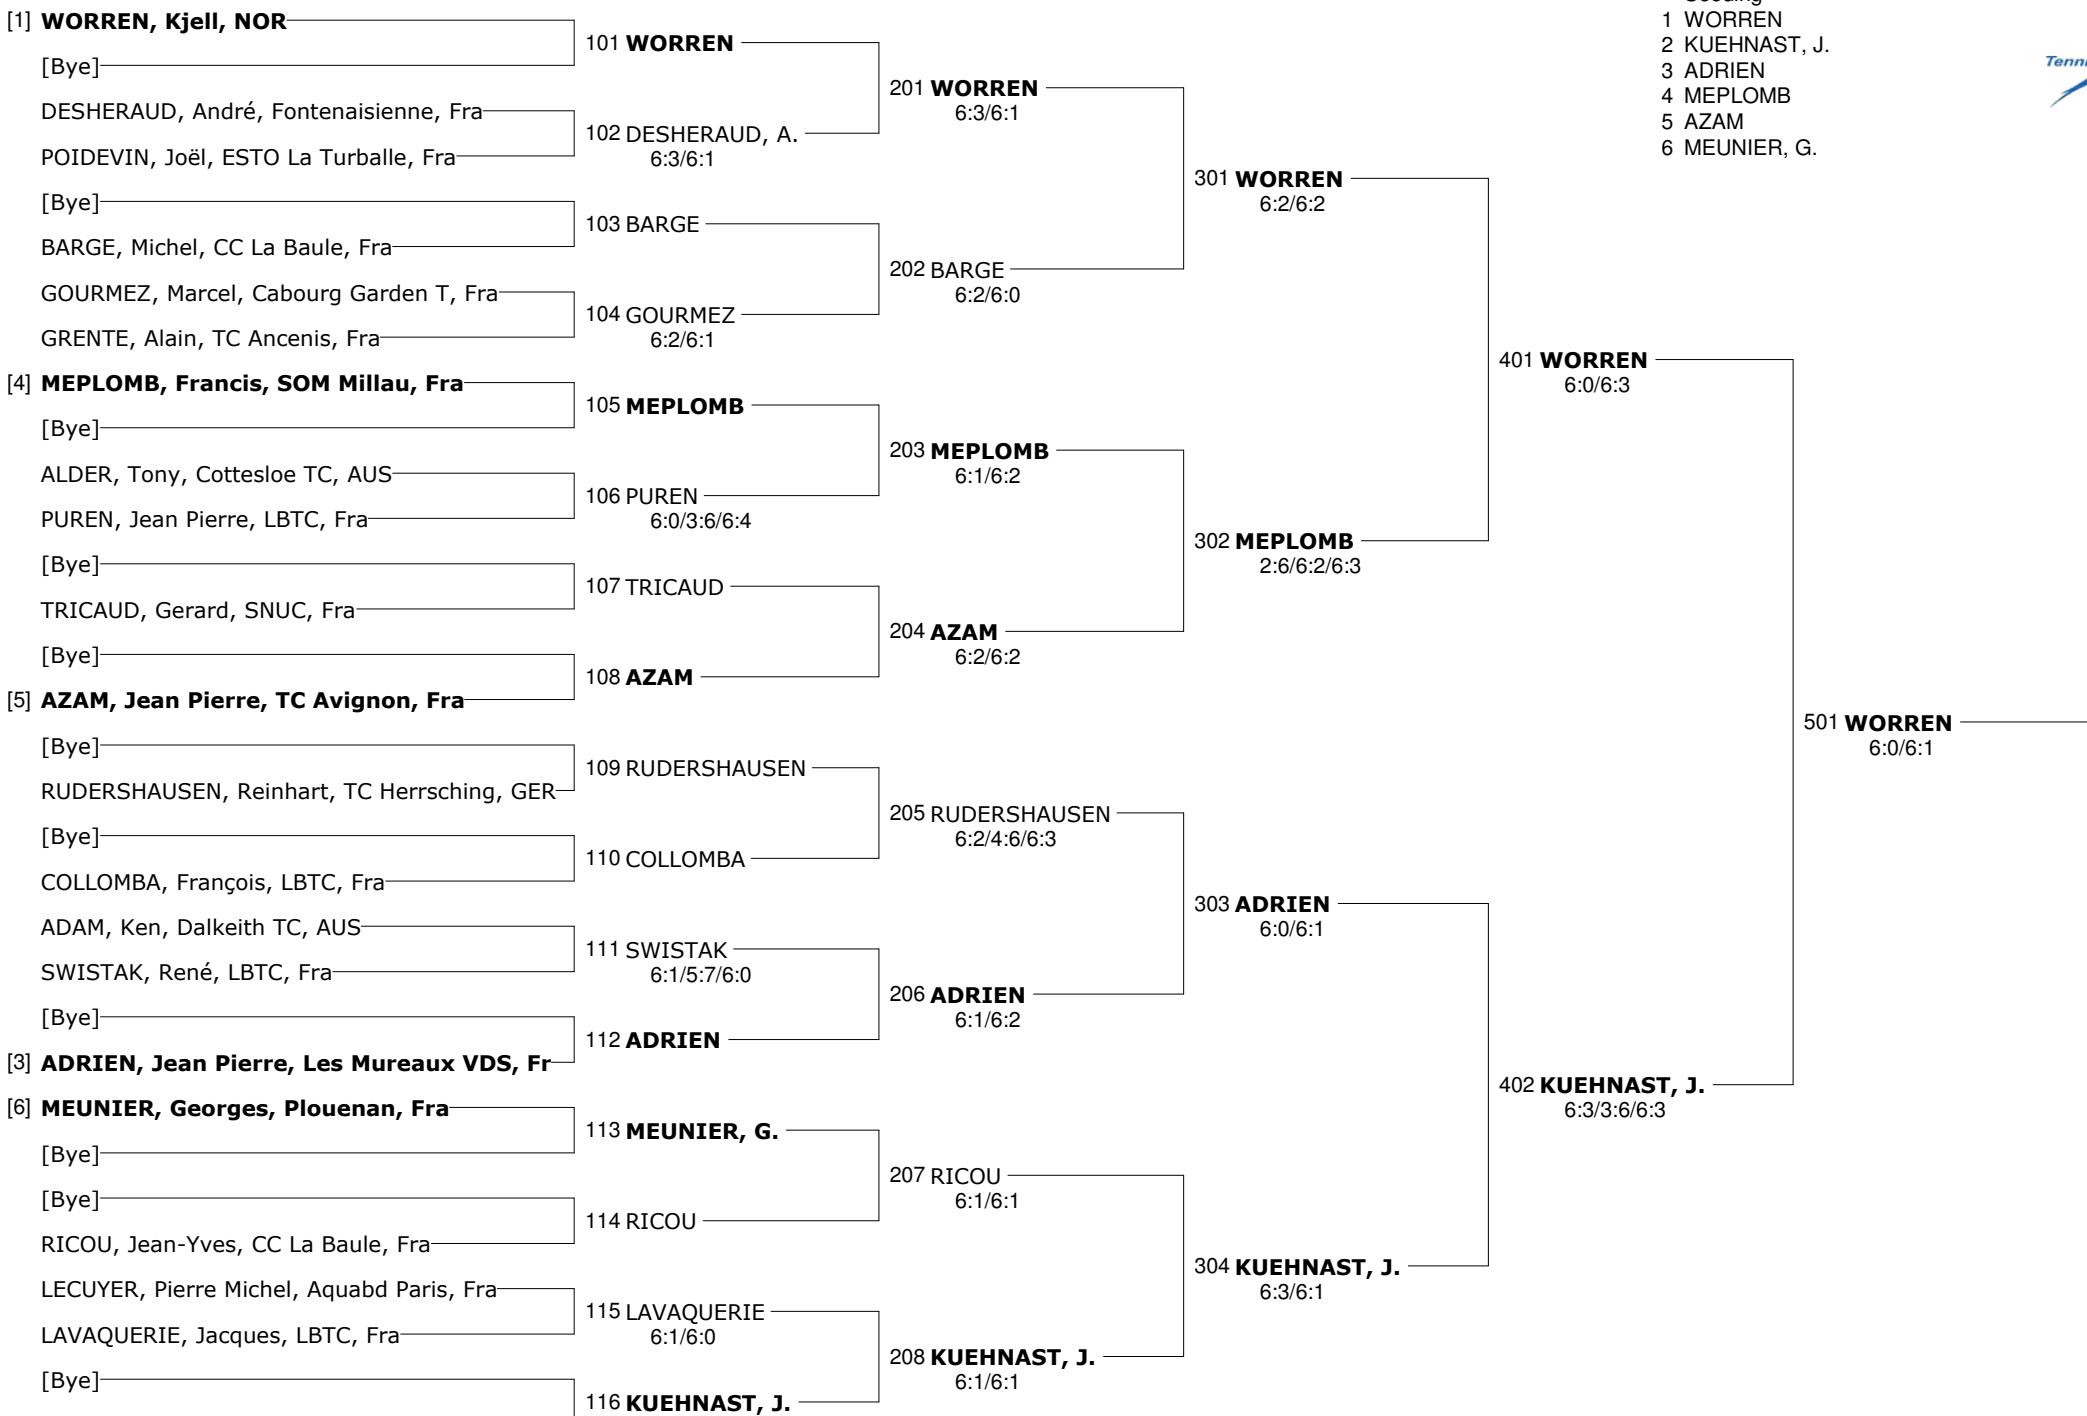 [1] WORREN, Kjell, NOR
[Bye]
DESHERAUD, André, Fontenaisienne, Fra
POIDEVIN, Joël, ESTO La Turballe, Fra
[Bye]
BARGE, Michel, CC La Baule, Fra
GOURMEZ, Marcel, Cabourg Garden T, Fra
GRENTE, Alain, TC Ancenis, Fra
[4] MEPLOMB, Francis, SOM Millau, Fra
[Bye]
ALDER, Tony, Cottesloe TC, AUS
PUREN, Jean Pierre, LBTC, Fra
[Bye]
TRICAUD, Gerard, SNUC, Fra
[Bye]
[5] AZAM, Jean Pierre, TC Avignon, Fra
[Bye]
RUDERSHAUSEN, Reinhart, TC Herrsching, GER
[Bye]
COLLOMBA, François, LBTC, Fra
ADAM, Ken, Dalkeith TC, AUS
SWISTAK, René, LBTC, Fra
[Bye]
[3] ADRIEN, Jean Pierre, Les Mureaux VDS, Fr
[6] MEUNIER, Georges, Plouenan, Fra
[Bye]
[Bye]
RICOU, Jean-Yves, CC La Baule, Fra
LECUYER, Pierre Michel, Aquabd Paris, Fra
LAVAQUERIE, Jacques, LBTC, Fra
[Bye]
101 WORREN
102 DESHERAUD, A.
6:3/6:1
103 BARGE
104 GOURMEZ
6:2/6:1
105 MEPLOMB
106 PUREN
6:0/3:6/6:4
107 TRICAUD
108 AZAM
109 RUDERSHAUSEN
110 COLLOMBA
111 SWISTAK
6:1/5:7/6:0
112 ADRIEN
113 MEUNIER, G.
114 RICOU
115 LAVAQUERIE
6:1/6:0
116 KUEHNAST, J.
201 WORREN
6:3/6:1
202 BARGE
6:2/6:0
203 MEPLOMB
6:1/6:2
204 AZAM
6:2/6:2
205 RUDERSHAUSEN
6:2/4:6/6:3
206 ADRIEN
6:1/6:2
207 RICOU
6:1/6:1
208 KUEHNAST, J.
6:1/6:1
301 WORREN
6:2/6:2
302 MEPLOMB
2:6/6:2/6:3
303 ADRIEN
6:0/6:1
304 KUEHNAST, J.
6:3/6:1
401 WORREN
6:0/6:3
402 KUEHNAST, J.
6:3/3:6/6:3
501 WORREN
6:0/6:1
1 WORREN
2 KUEHNAST, J.
3 ADRIEN
4 MEPLOMB
5 AZAM
6 MEUNIER, G.